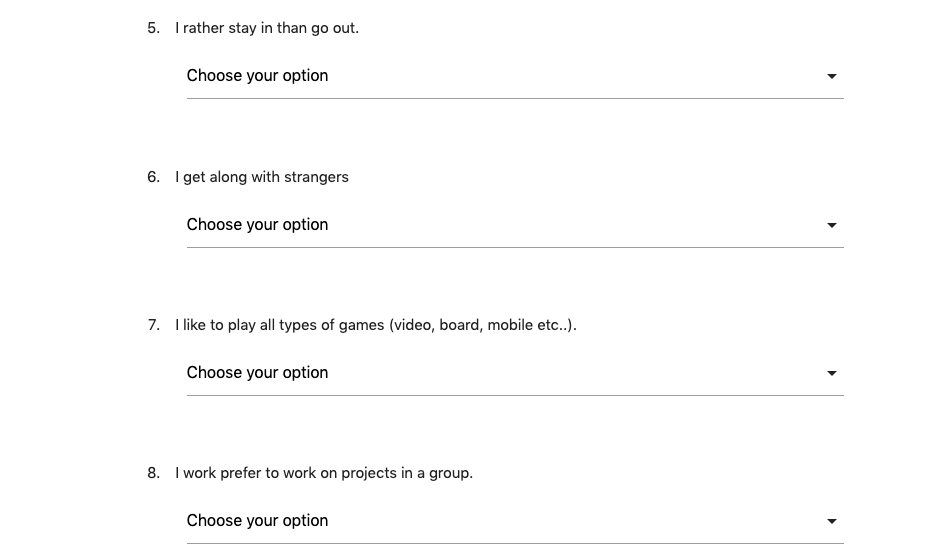 5. I rather stay in than go out.
Choose your option
6. I get along with strangers
Choose your option
7. I like to play all types of games (video, board, mobile etc..).
Choose your option
8. I work prefer to work on projects in a group.
Choose your option